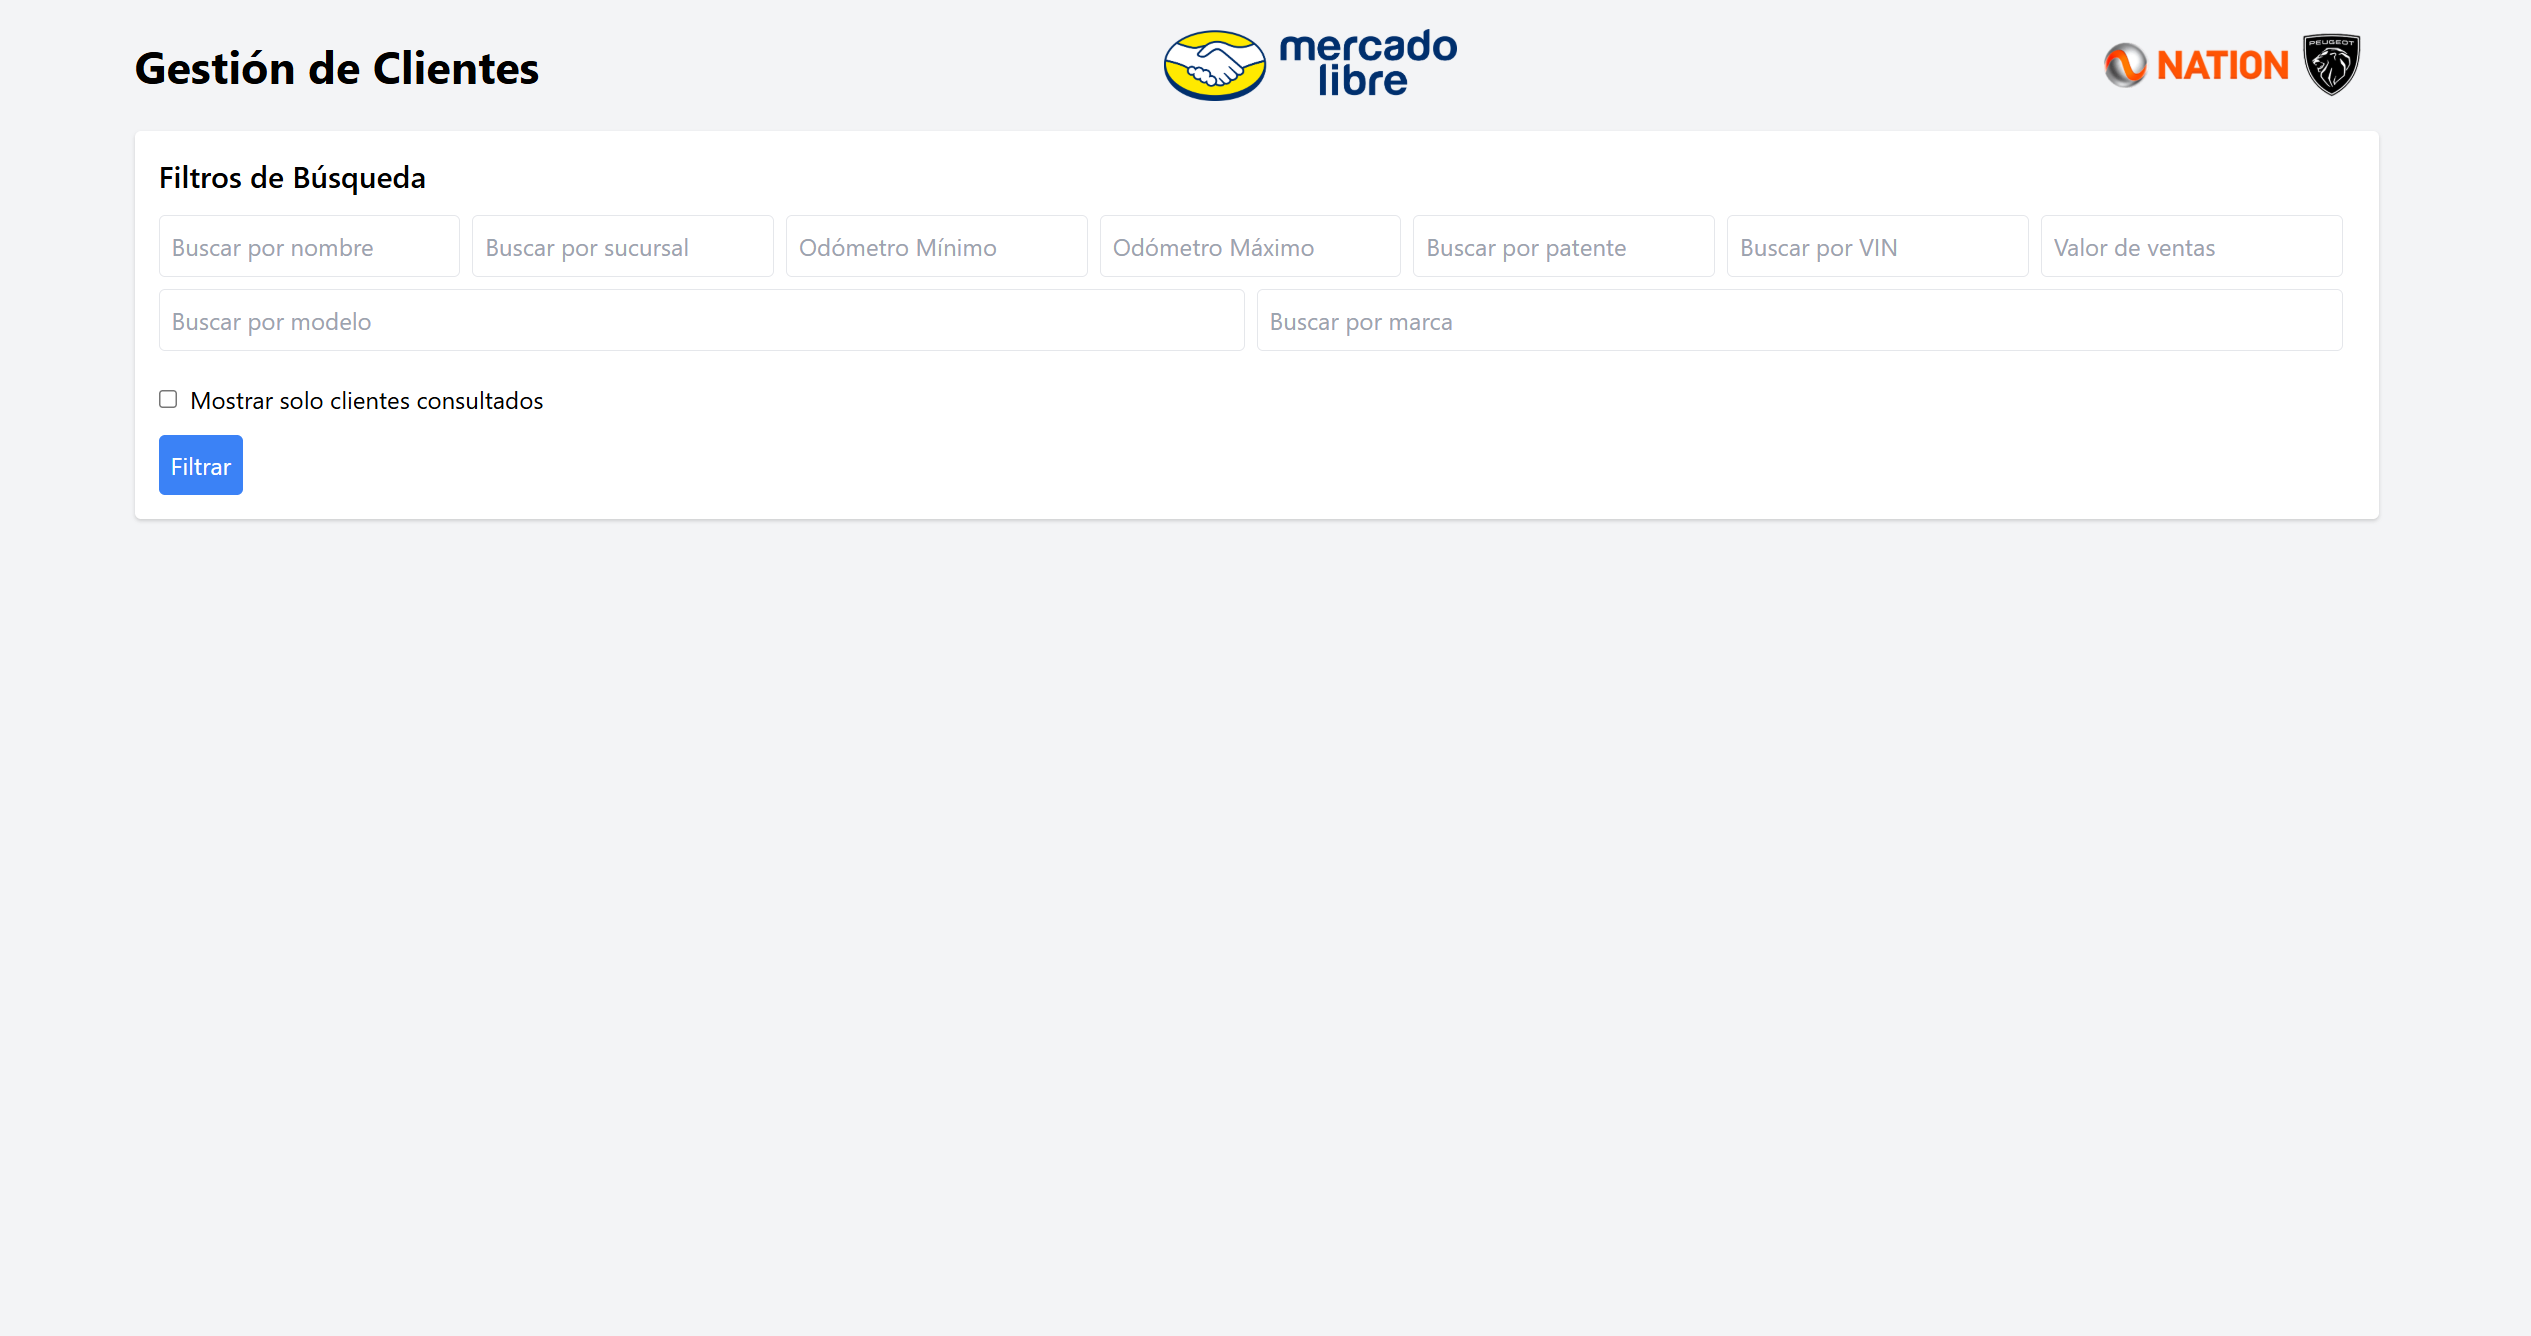 Gestión de Clientes
mercado
libre
NATION
PEUGEOT
Filtros de Búsqueda
Buscar por nombre
Buscar por sucursal
Odómetro Mínimo
Odómetro Máximo
Buscar por patente
Buscar por VIN
Valor de ventas
Buscar por modelo
Buscar por marca
Mostrar solo clientes consultados
Filtrar